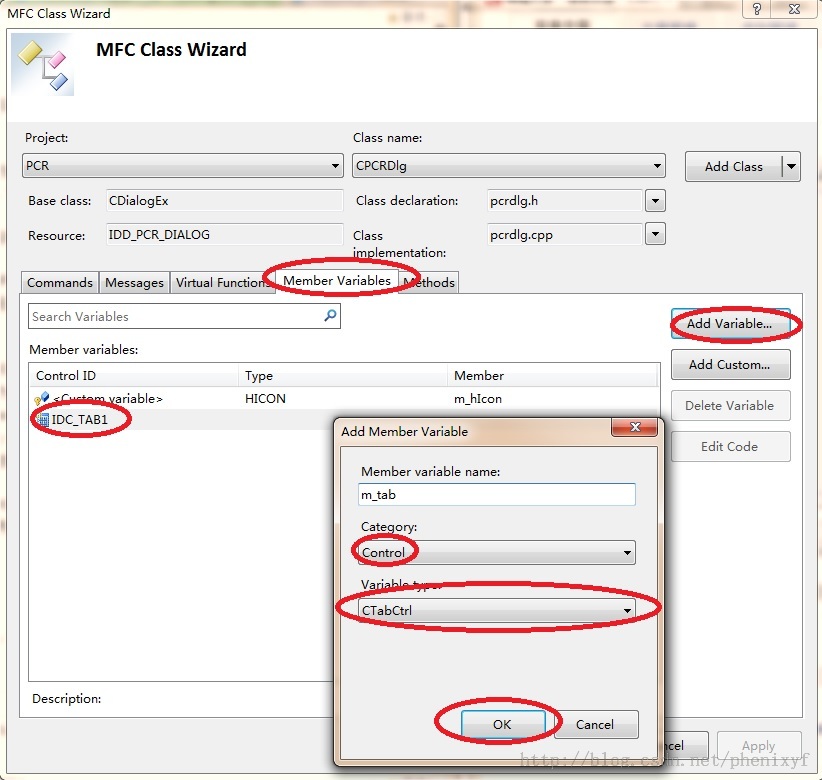 MFC Class Wizard
?
MFC Class Wizard
Project:
Class name:
PCR
CPCRDlg
Add Class
Base class:
CDialogEx
Class declaration:
pcrdlg.h
Resource:
IDD_PCR_DIALOG
Class implementation:
pcrdlg.cpp
Commands
Messages
Virtual Functions
Member Variables
Methods
Search Variables
Add Variable...
Member variables:
Add Custom...
Control ID
Type
Member
<Custom variable>
HICON
m_hIcon
Delete Variable
IDC_TAB1
Edit Code
Add Member Variable
Member variable name:
m_tab
Category:
Control
Variable type:
CTabCtrl
OK
Cancel
Description:
ncel
Apply
http://blog.csdn.net/phenixyf